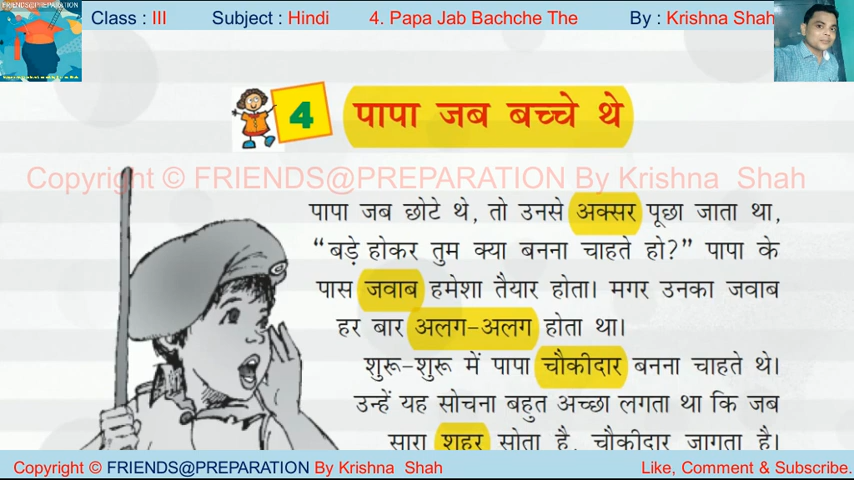 FRIENDS@PREPARATION
Class : III Subject : Hindi 4. Papa Jab Bachche The By : Krishna Shah
4 पापा जब बच्चे थे
Copyright © FRIENDS@PREPARATION By Krishna Shah
पापा जब छोटे थे, तो उनसे अक्सर पूछा जाता था,
“बड़े होकर तुम क्या बनना चाहते हो?” पापा के
पास जवाब हमेशा तैयार होता। मगर उनका जवाब
हर बार अलग-अलग होता था।
शुरू-शुरू में पापा चौकीदार बनना चाहते थे।
उन्हें यह सोचना बहुत अच्छा लगता था कि जब
सारा शहर सोता है, चौकीदार जागता है।
Copyright © FRIENDS@PREPARATION By Krishna Shah Like, Comment & Subscribe.